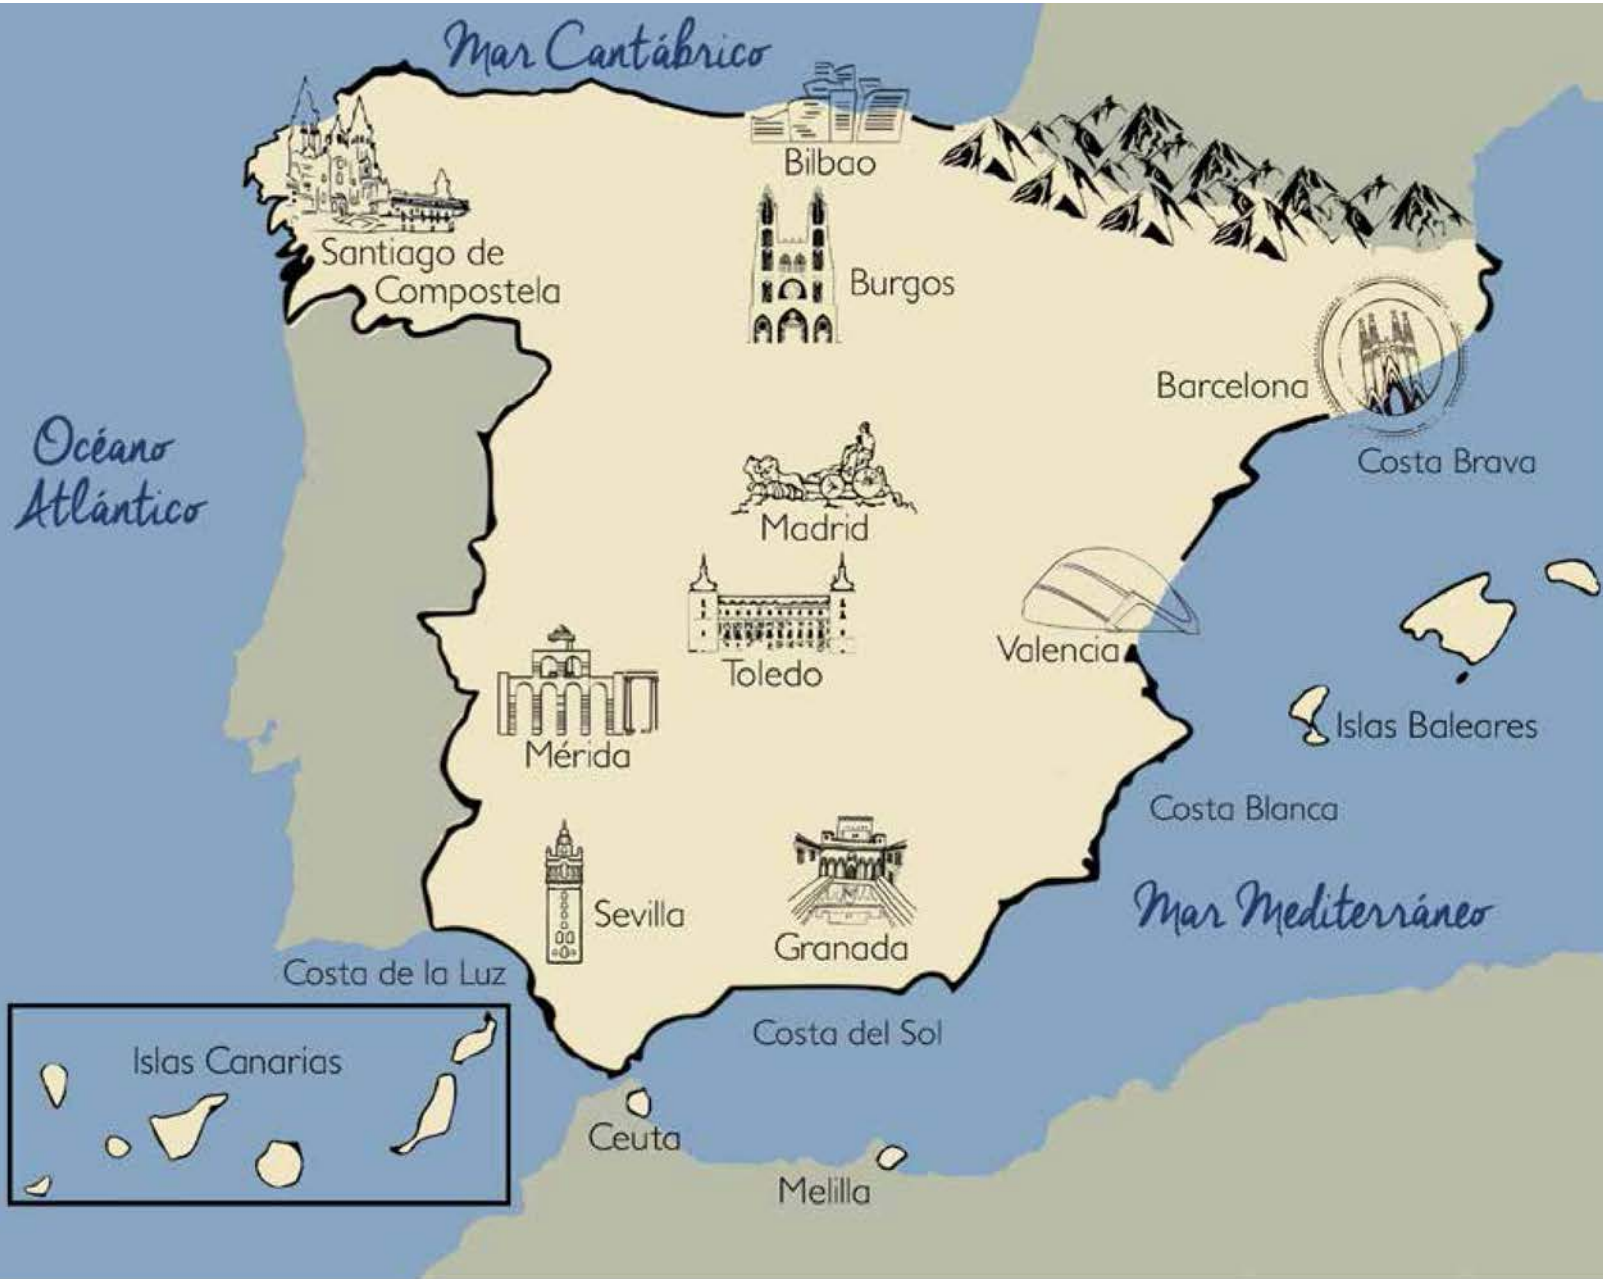 Mar Cantábrico
Bilbao
Santiago de
Compostela
Burgos
Barcelona
Océano
Atlántico
Costa Brava
Madrid
Valencia
Toledo
Islas Baleares
Mérida
Costa Blanca
Mar Mediterráneo
Sevilla
Granada
Costa de la Luz
Costa del Sol
Islas Canarias
Ceuta
Melilla